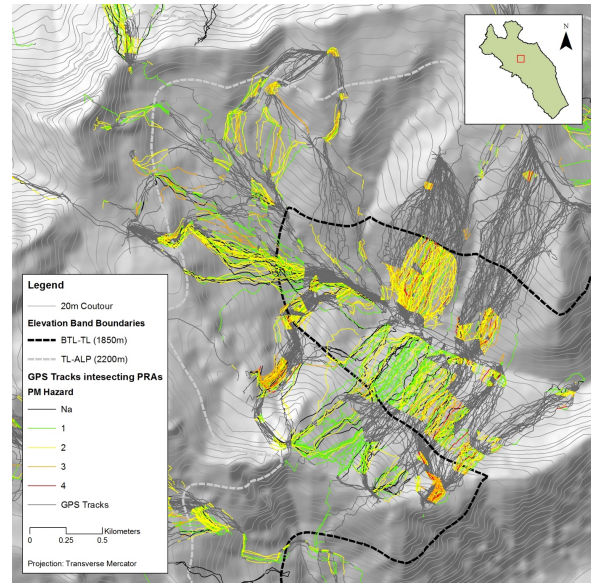 N
Legend
20m Coutour
Elevation Band Boundaries
BTL-TL (1850m)
TL-ALP (2200m)
GPS Tracks intesecting PRAs
PM Hazard
Na
1
2
3
4
GPS Tracks
Kilometers
0 0.25 0.5
Projection: Transverse Mercator